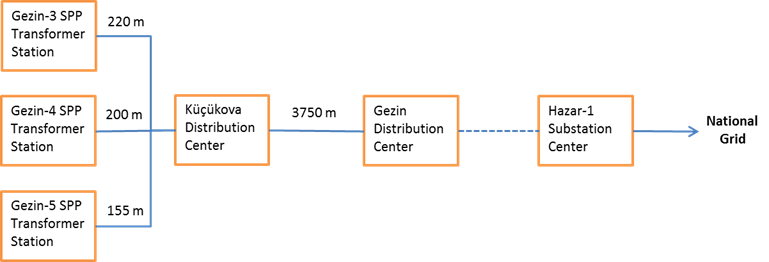 Gezin-3 SPP
Transformer
Station
220 m
Gezin-4 SPP
Transformer
Station
200 m
Gezin-5 SPP
Transformer
Station
155 m
Küçükova
Distribution
Center
3750 m
Gezin
Distribution
Center
Hazar-1
Substation
Center
National
Grid